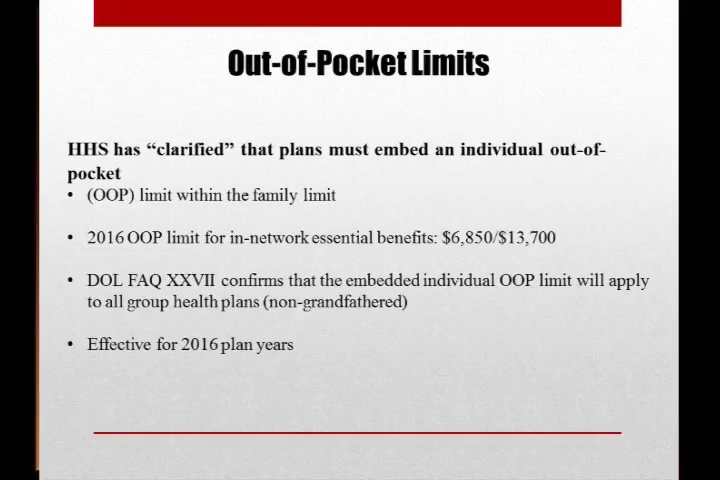 Out-of-Pocket Limits
HHS has “clarified” that plans must embed an individual out-of-
pocket
• (OOP) limit within the family limit
• 2016 OOP limit for in-network essential benefits: $6,850/$13,700
• DOL FAQ XXVII confirms that the embedded individual OOP limit will apply
to all group health plans (non-grandfathered)
• Effective for 2016 plan years